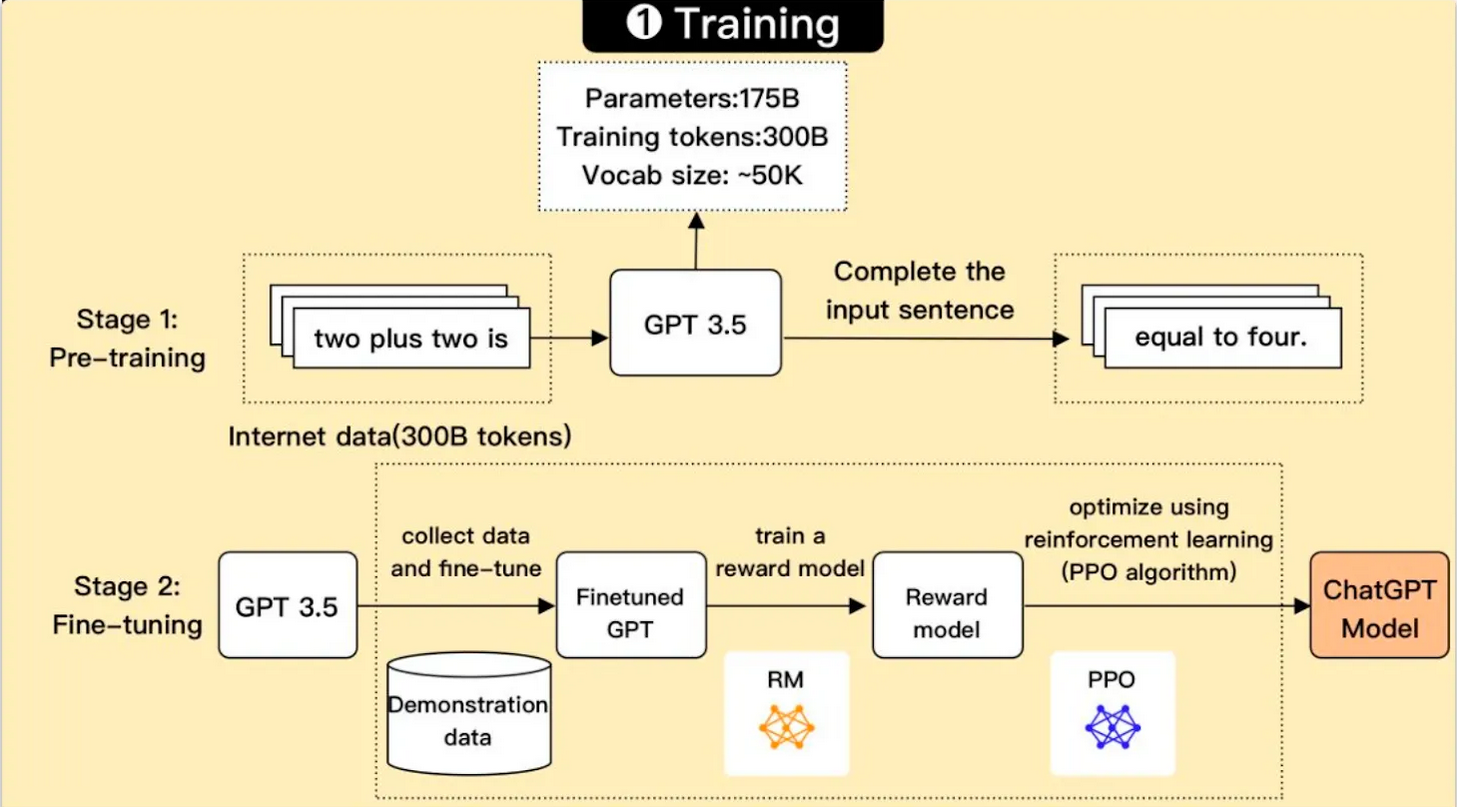 ❶ Training
Parameters:175B
Training tokens:300B
Vocab size: ~50K
Stage 1:
Pre–training
two plus two is
GPT 3.5
Complete the
input sentence
equal to four.
Internet data(300B tokens)
Stage 2:
Fine–tuning
GPT 3.5
collect data
and fine–tune
Finetuned
GPT
train a
reward model
Reward
model
optimize using
reinforcement learning
(PPO algorithm)
ChatGPT
Model
Demonstration
data
RM
PPO